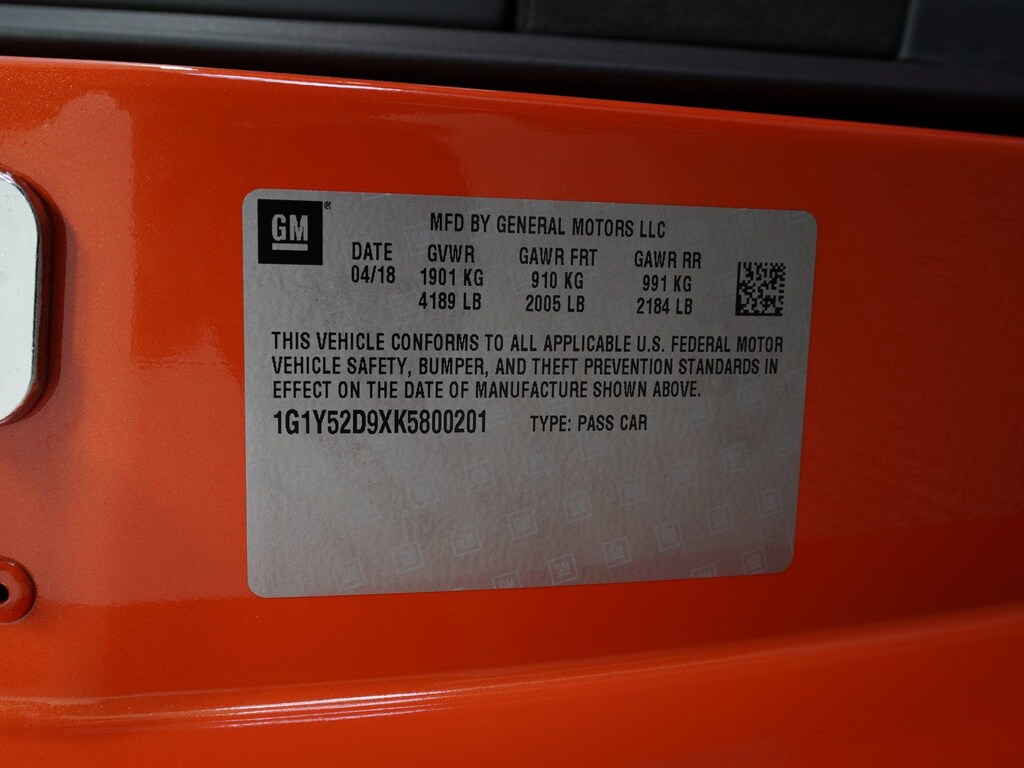 GM®
MFD BY GENERAL MOTORS LLC
DATE GVWR GAWR FRT GAWR RR
04/18 1901 KG 910 KG 991 KG
4189 LB 2005 LB 2184 LB
THIS VEHICLE CONFORMS TO ALL APPLICABLE U.S. FEDERAL MOTOR
VEHICLE SAFETY, BUMPER, AND THEFT PREVENTION STANDARDS IN
EFFECT ON THE DATE OF MANUFACTURE SHOWN ABOVE.
1G1Y52D9XK5800201 TYPE: PASS CAR